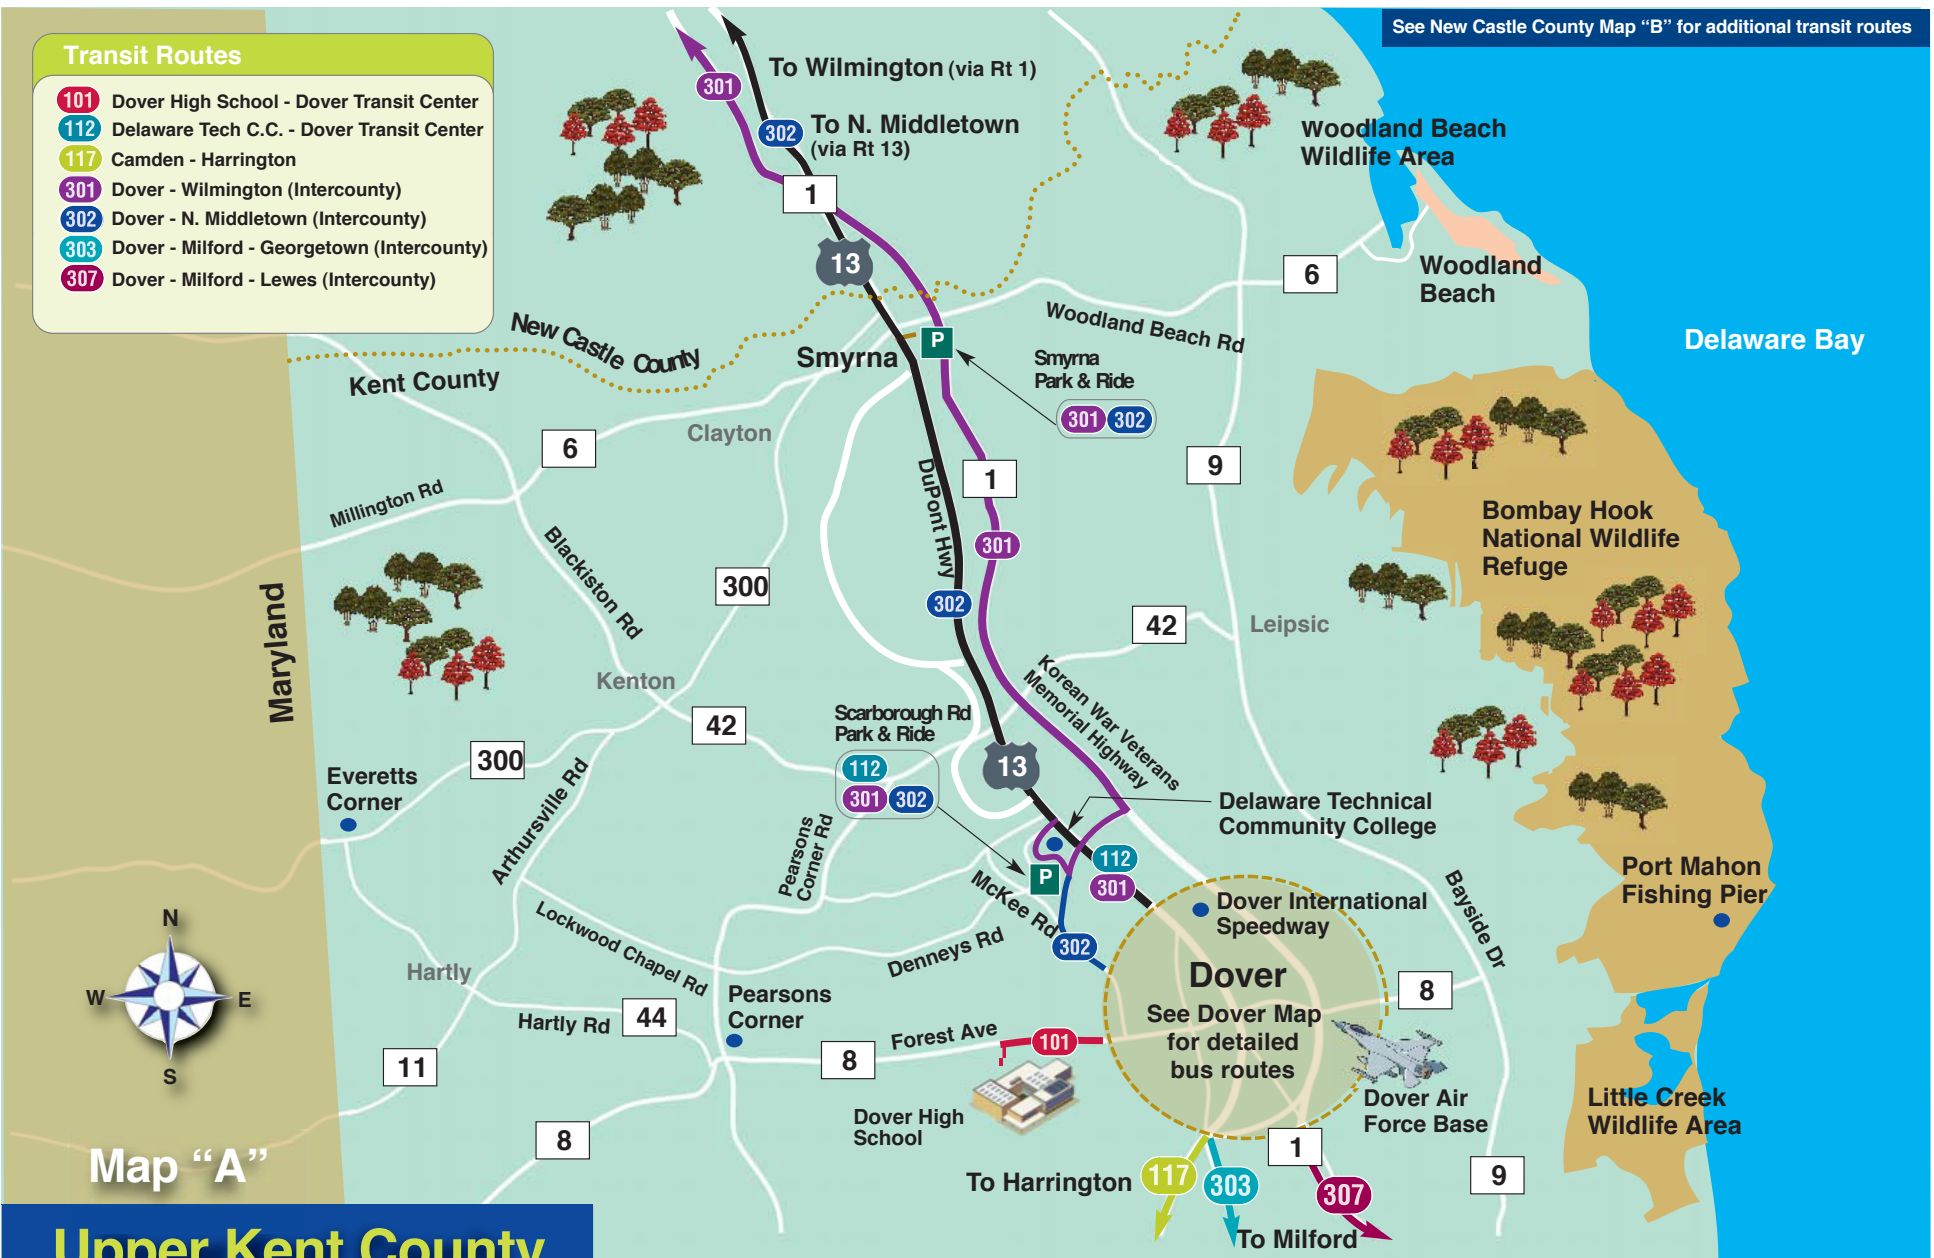 See New Castle County Map “B” for additional transit routes
Transit Routes
101 Dover High School - Dover Transit Center
112 Delaware Tech C.C. - Dover Transit Center
117 Camden - Harrington
301 Dover - Wilmington (Intercounty)
302 Dover - N. Middletown (Intercounty)
303 Dover - Milford - Georgetown (Intercounty)
307 Dover - Milford - Lewes (Intercounty)
301
To Wilmington (via Rt 1)
302
To N. Middletown
(via Rt 13)
1
13
Woodland Beach
Wildlife Area
6
Woodland
Beach
Delaware Bay
New Castle County
Kent County
Smyrna
P
Woodland Beach Rd
Smyrna
Park & Ride
301 302
Clayton
6
Millington Rd
DuPont Hwy
1
9
301
Bombay Hook
National Wildlife
Refuge
Blackiston Rd
300
302
42
Leipsic
Maryland
Kenton
42
Scarborough Rd
Park & Ride
112
301 302
Korean War Veterans
Memorial Highway
13
300
Everetts
Corner
Arthursville Rd
Pearsons
Corner Rd
Delaware Technical
Community College
112
301
P
McKee Rd
302
Port Mahon
Fishing Pier
Bayside Dr
Dover International
Speedway
Lockwood Chapel Rd
Denneys Rd
N
W
E
S
Hartly
Dover
See Dover Map
for detailed
bus routes
8
Pearsons
Corner
Hartly Rd
44
Forest Ave
101
8
11
Dover High
School
Dover Air
Force Base
Little Creek
Wildlife Area
8
1
9
Map “A”
To Harrington
117
303
307
To Milford
Upper Kent County